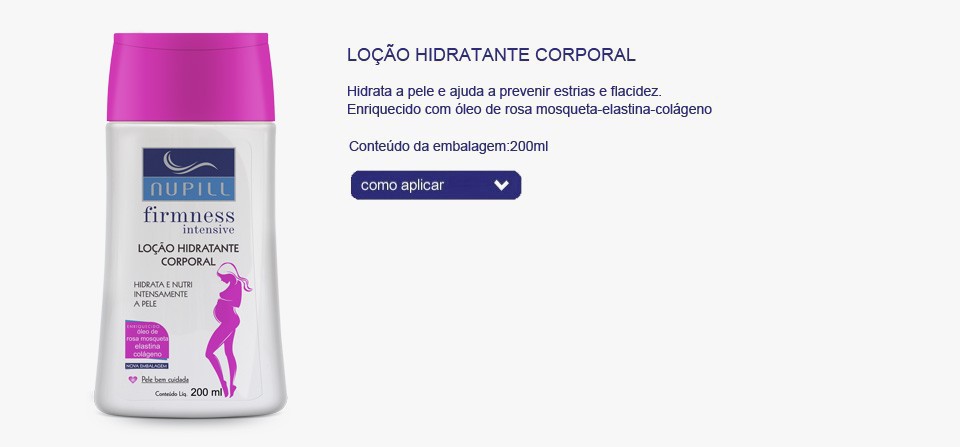 LOÇÃO HIDRATANTE CORPORAL
Hidrata a pele e ajuda a prevenir estrias e flacidez.
Enriquecido com óleo de rosa mosqueta-elastina-colágeno
Conteúdo da embalagem:200ml
como aplicar
NUPILL
firmness
intensive
LOÇÃO HIDRATANTE
CORPORAL
HIDRATA E NUTRI
INTENSAMENTE
A PELE
ENRIQUECIDO
óleo de
rosa mosqueta
elastina
colágeno
NOVA EMBALAGEM
Pele bem cuidada
Conteúdo Líq. 200 ml